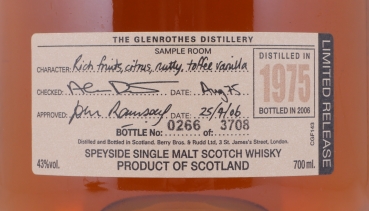 THE GLENROTHES DISTILLERY
SAMPLE ROOM
CHARACTER: Rich fruits, citrus, nutty, toffee vanilla
CHECKED: DATE: Aug 75
APPROVED: John Ramsay DATE: 25/9/06
BOTTLE No: 0266 of: 3708
Distilled and Bottled in Scotland. Berry Bros. & Rudd Ltd, 3 St. James's Street, London.
SPEYSIDE SINGLE MALT SCOTCH WHISKY
43%vol. PRODUCT OF SCOTLAND 700 ml.
DISTILLED IN
1975
BOTTLED IN 2006
LIMITED RELEASE